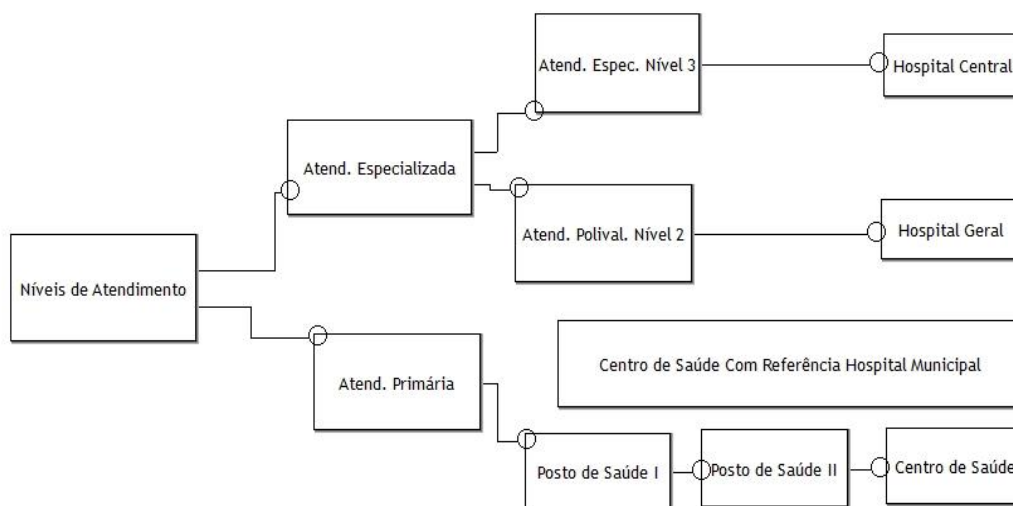 Atend. Espec. Nível 3
Hospital Central
Atend. Especializada
Atend. Polival. Nível 2
Hospital Geral
Níveis de Atendimento
Centro de Saúde Com Referência Hospital Municipal
Atend. Primária
Posto de Saúde I
Posto de Saúde II
Centro de Saúde